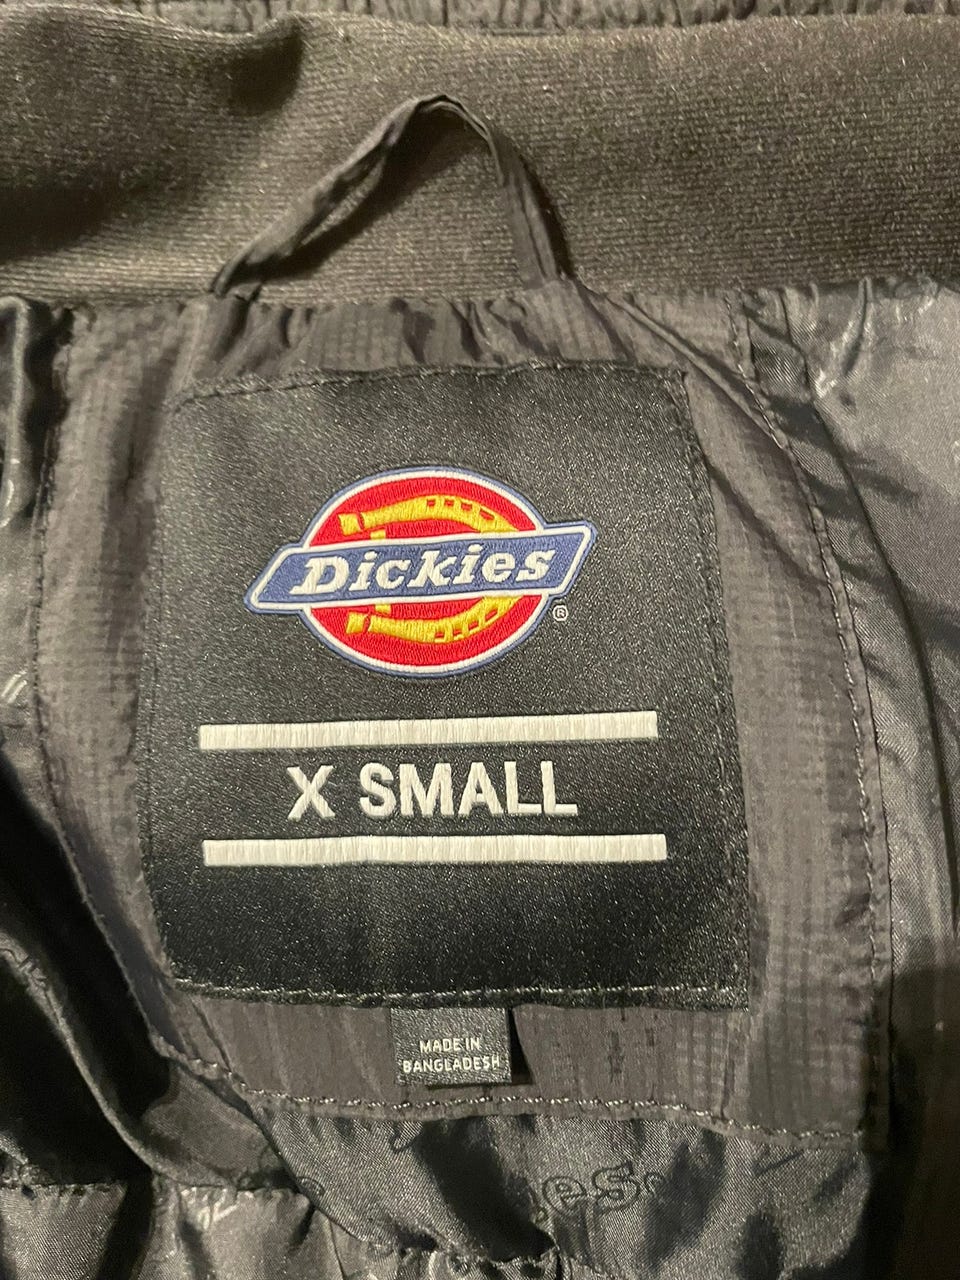 Dickies
®
X SMALL
MADE IN
BANGLADESH